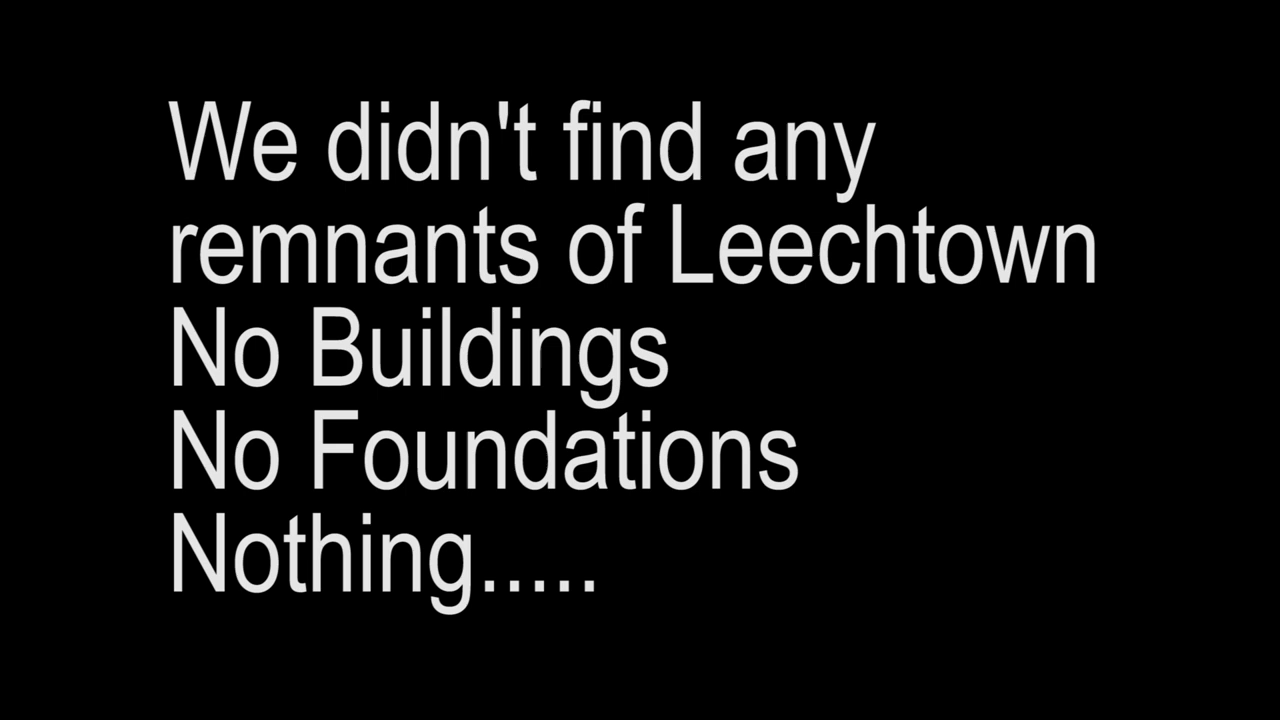 We didn't find any
remnants of Leechtown
No Buildings
No Foundations
Nothing.....